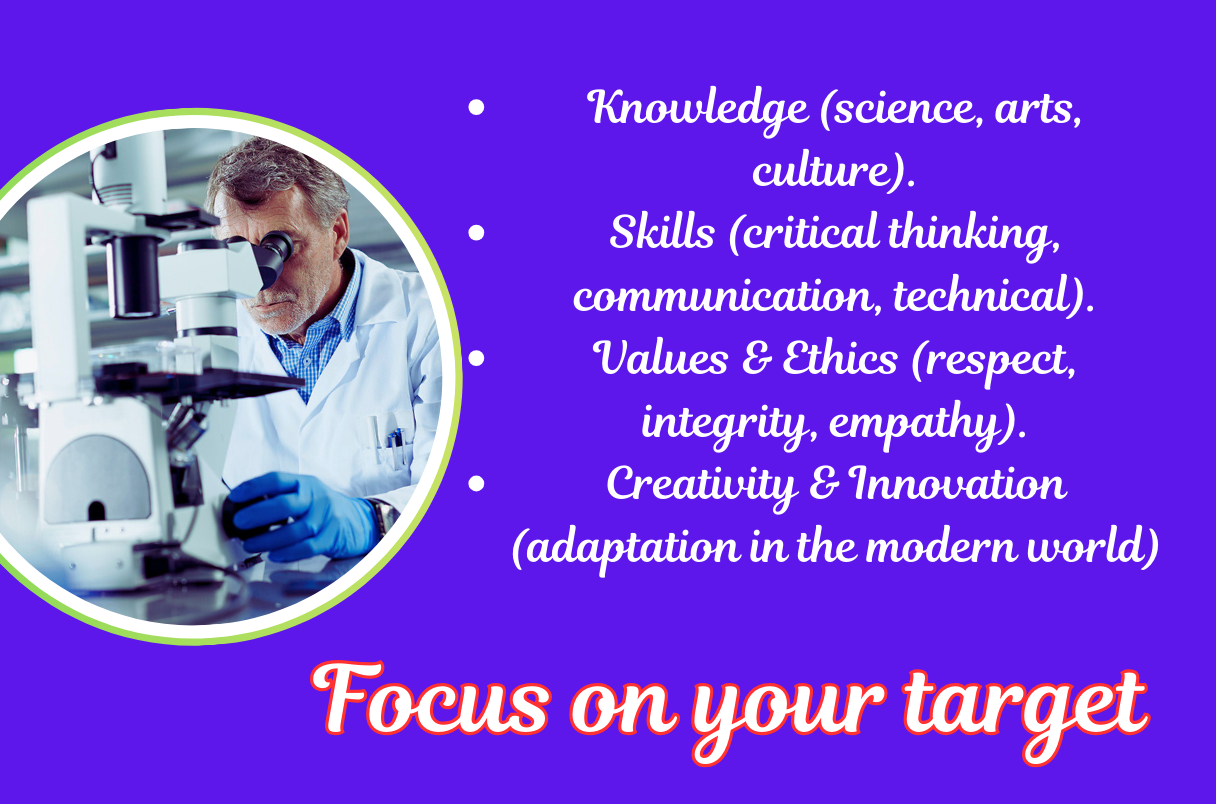 • Knowledge (science, arts,
culture).
• Skills (critical thinking,
communication, technical).
• Values & Ethics (respect,
integrity, empathy).
• Creativity & Innovation
(adaptation in the modern world)
Focus on your target